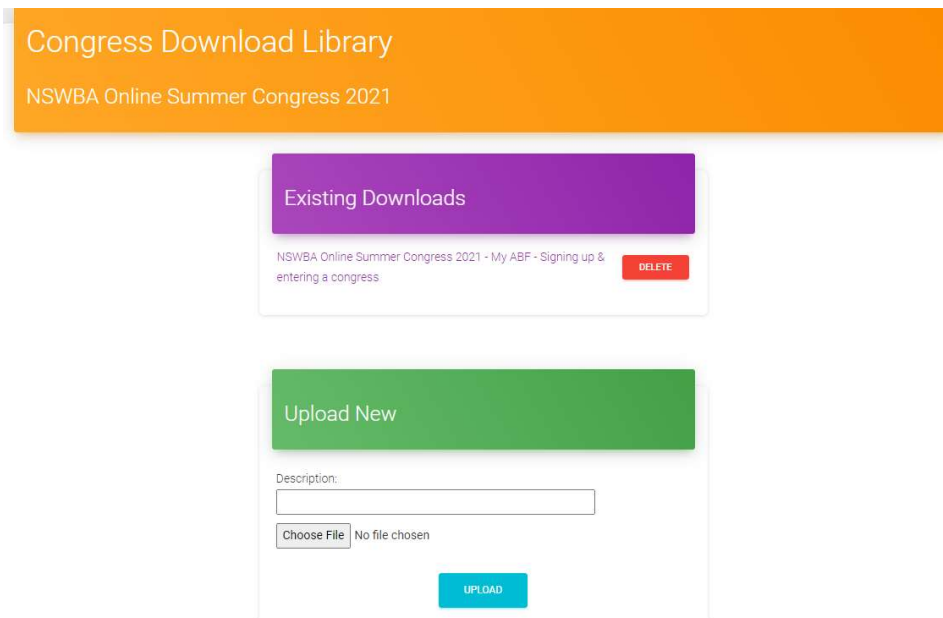 Congress Download Library
NSWBA Online Summer Congress 2021
Existing Downloads
NSWBA Online Summer Congress 2021 - My ABF - Signing up &
entering a congress
DELETE
Upload New
Description:
Choose File No file chosen
UPLOAD